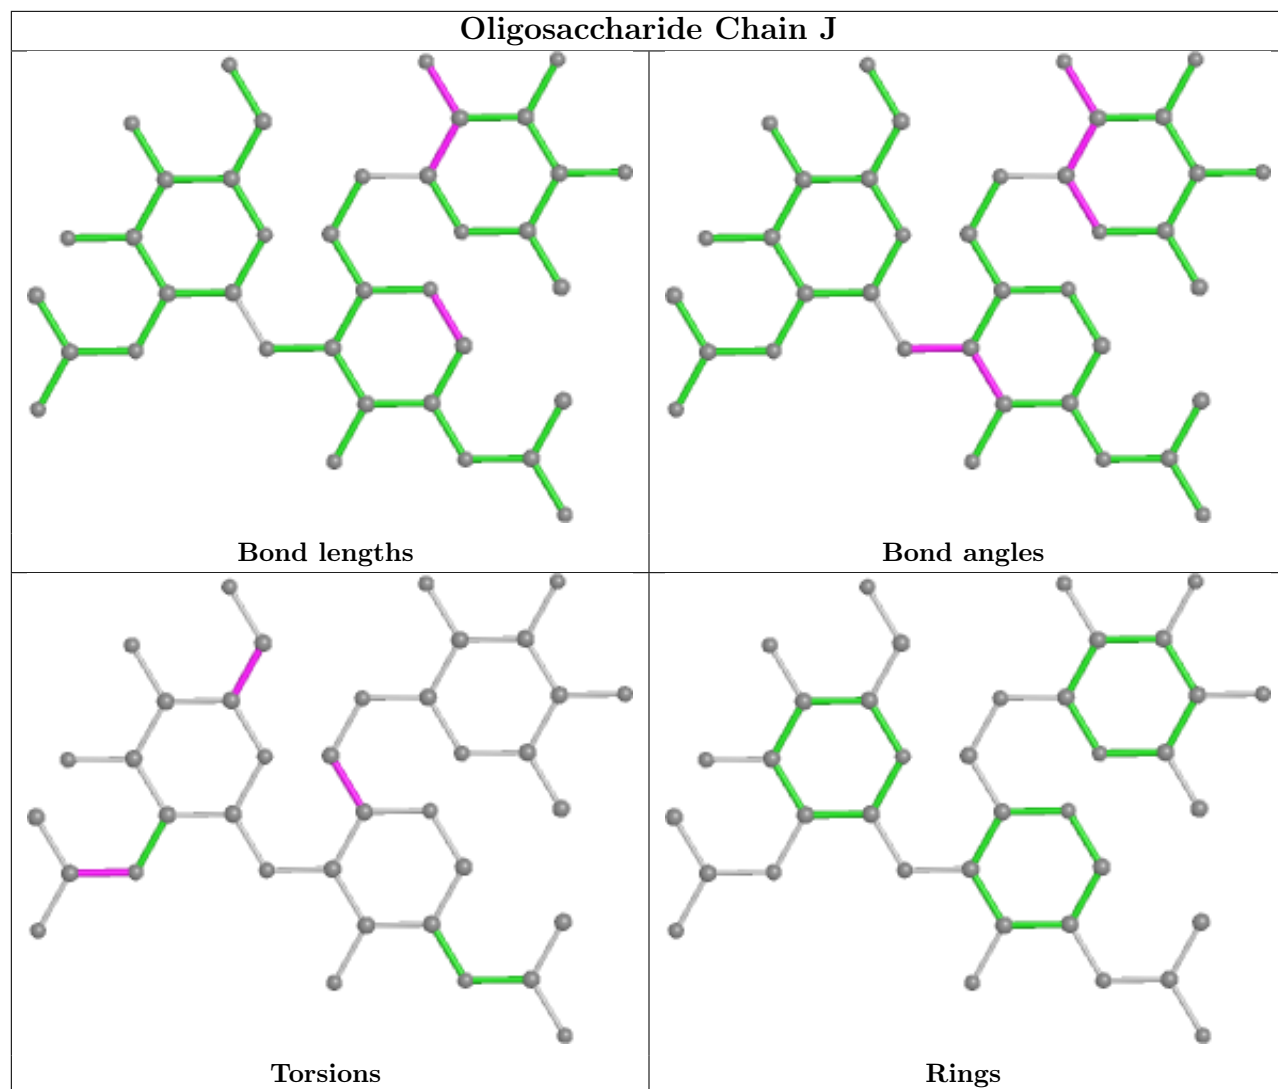 Oligosaccharide Chain J
Bond lengths
Bond angles
Torsions
Rings